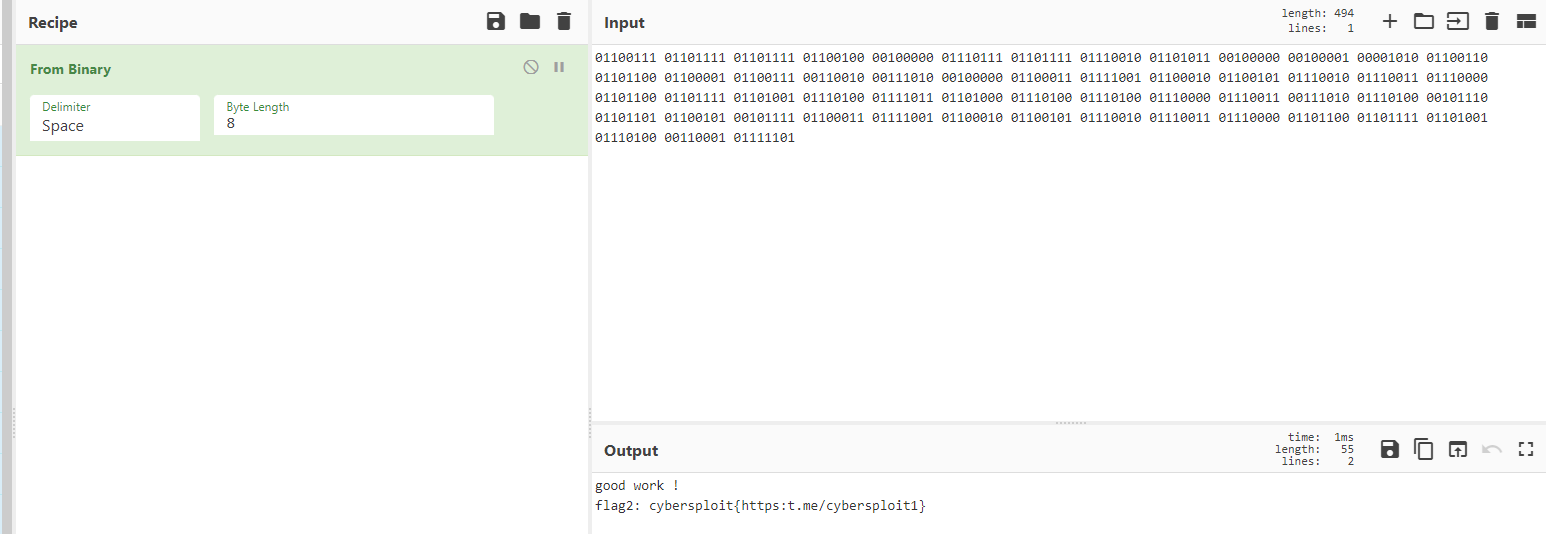 Recipe
From Binary
Delimiter
Space
Byte Length
8
Input
length: 494
lines: 1
01100111 01101111 01101111 01100100 00100000 01110111 01101111 01110010 01101011 00100000 00100001 00001010 01100110
01101100 01100001 01100111 00110010 00111010 00100000 01100011 01111001 01100010 01100101 01110010 01110011 01110000
01101100 01101111 01101001 01110100 01111011 01101000 01110100 01110100 01110000 01110011 00111010 01110100 00101110
01101101 01100101 00101111 01100011 01111001 01100010 01100101 01110010 01110011 01110000 01101100 01101111 01101001
01110100 00110001 01111101
Output
time: 1ms
length: 55
lines: 2
good work !
flag2: cybersploit{https:t.me/cybersploit1}